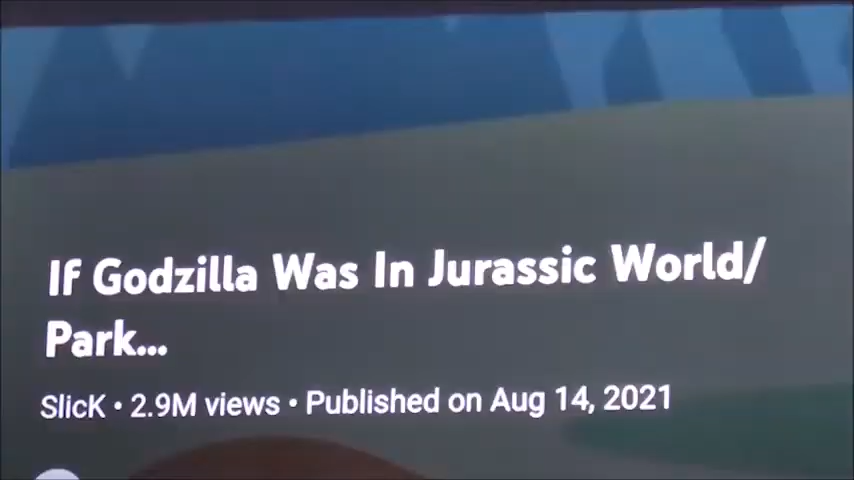 If Godzilla Was In Jurassic World/
Park...
SlicK • 2.9M views • Published on Aug 14, 2021